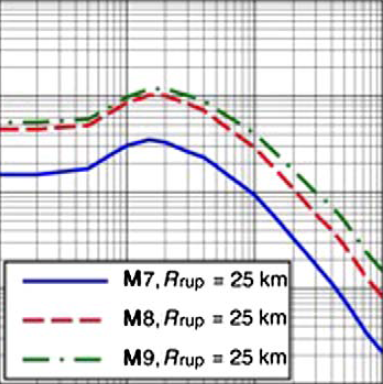 M7, Rrup = 25 km
M8, Rrup = 25 km
M9, Rrup = 25 km